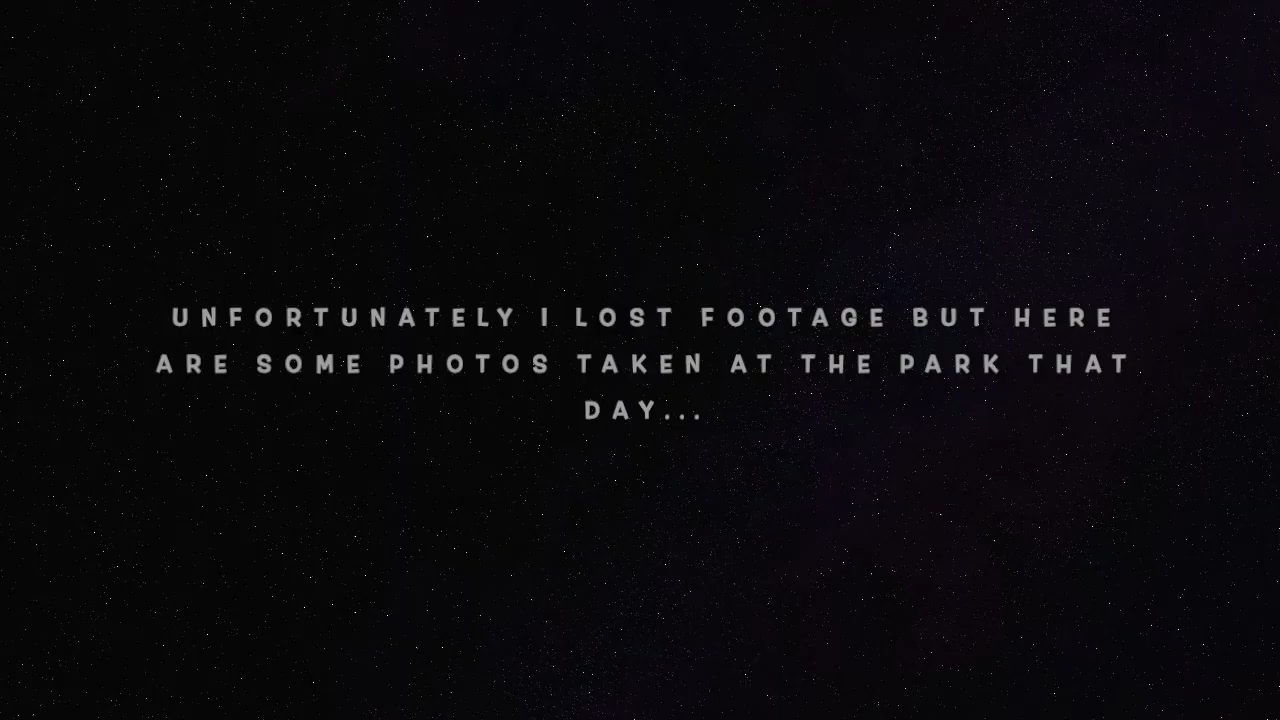 UNFORTUNATELY I LOST FOOTAGE BUT HERE
ARE SOME PHOTOS TAKEN AT THE PARK THAT
DAY...